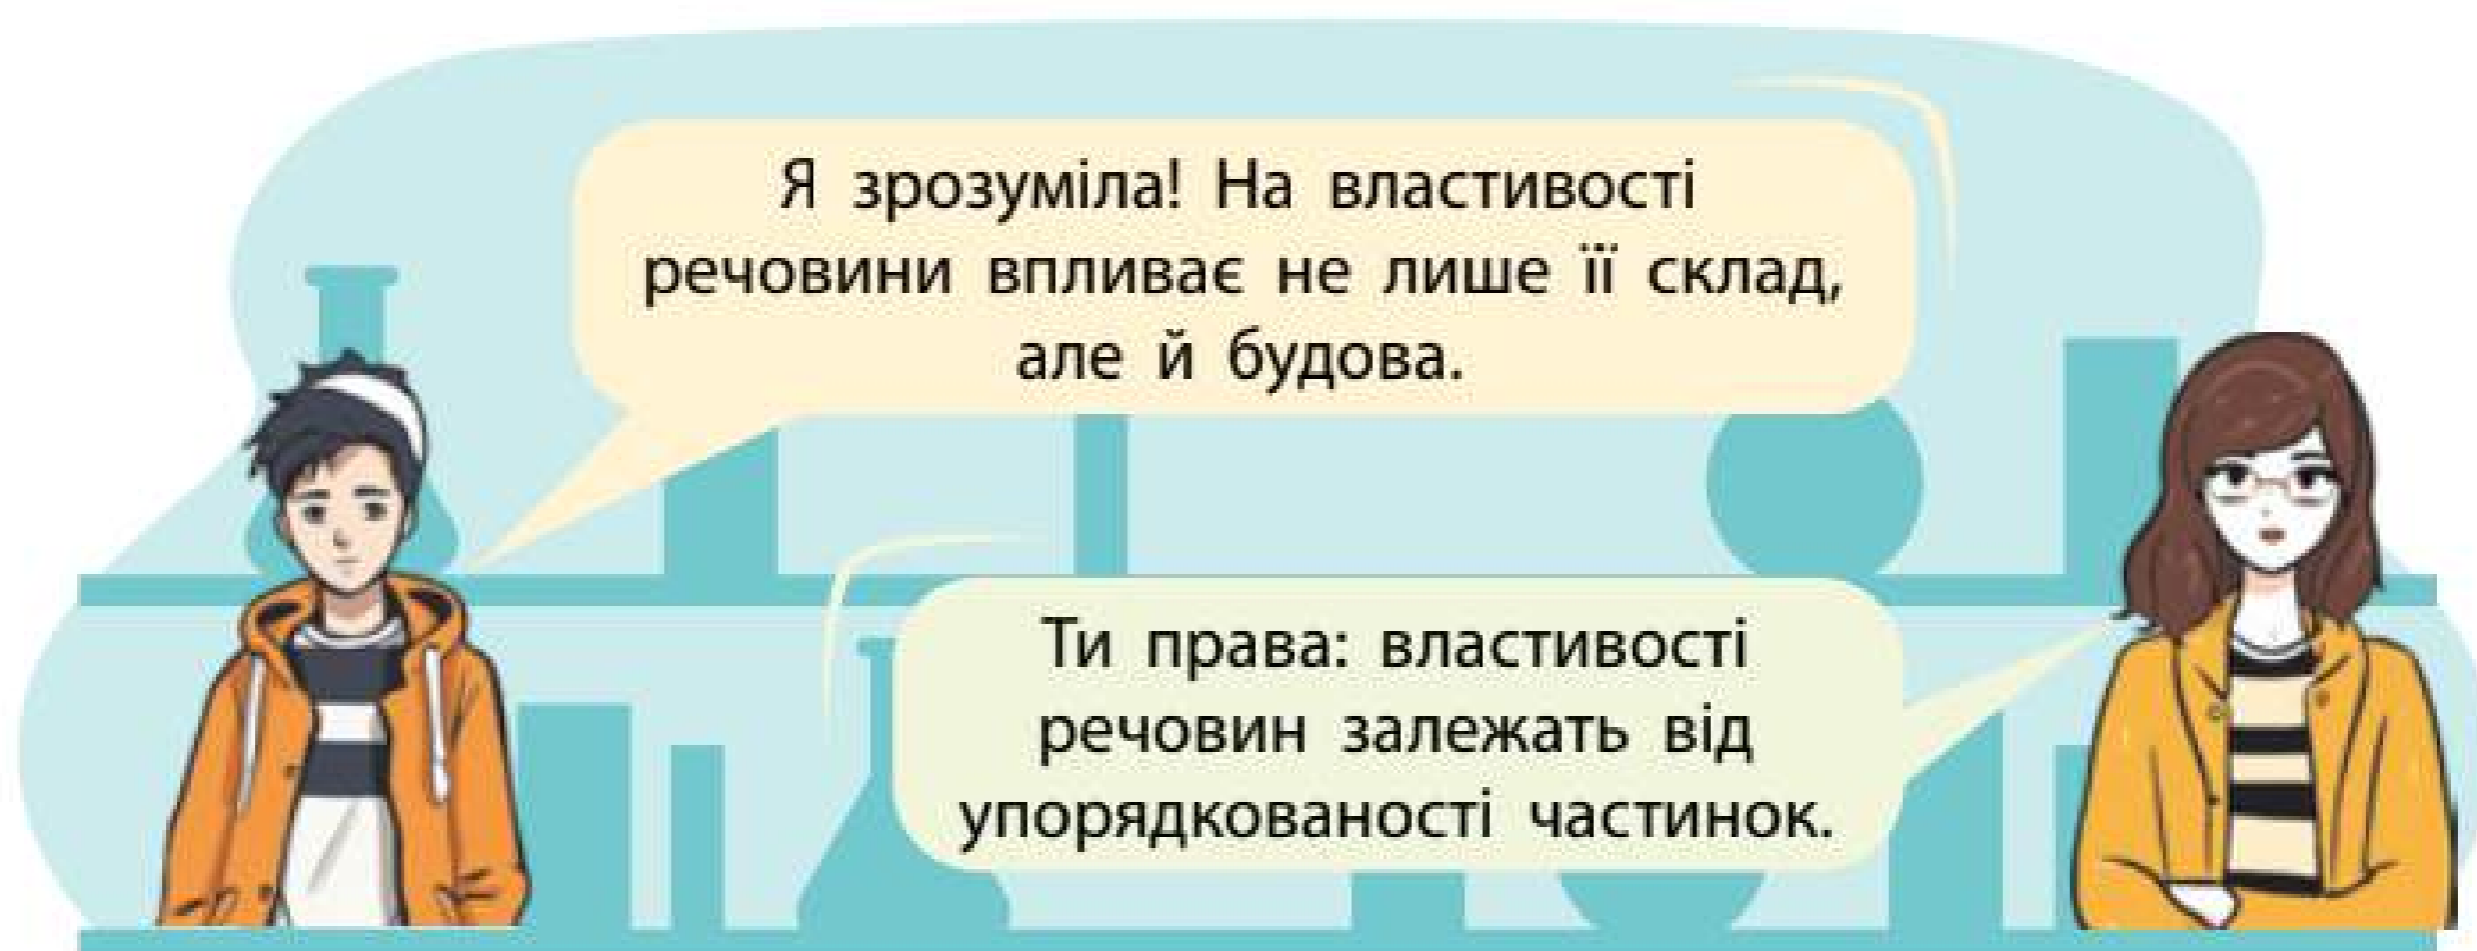 Я зрозуміла! На властивості
речовини впливає не лише її склад,
але й будова.
Ти права: властивості
речовин залежать від
упорядкованості частинок.